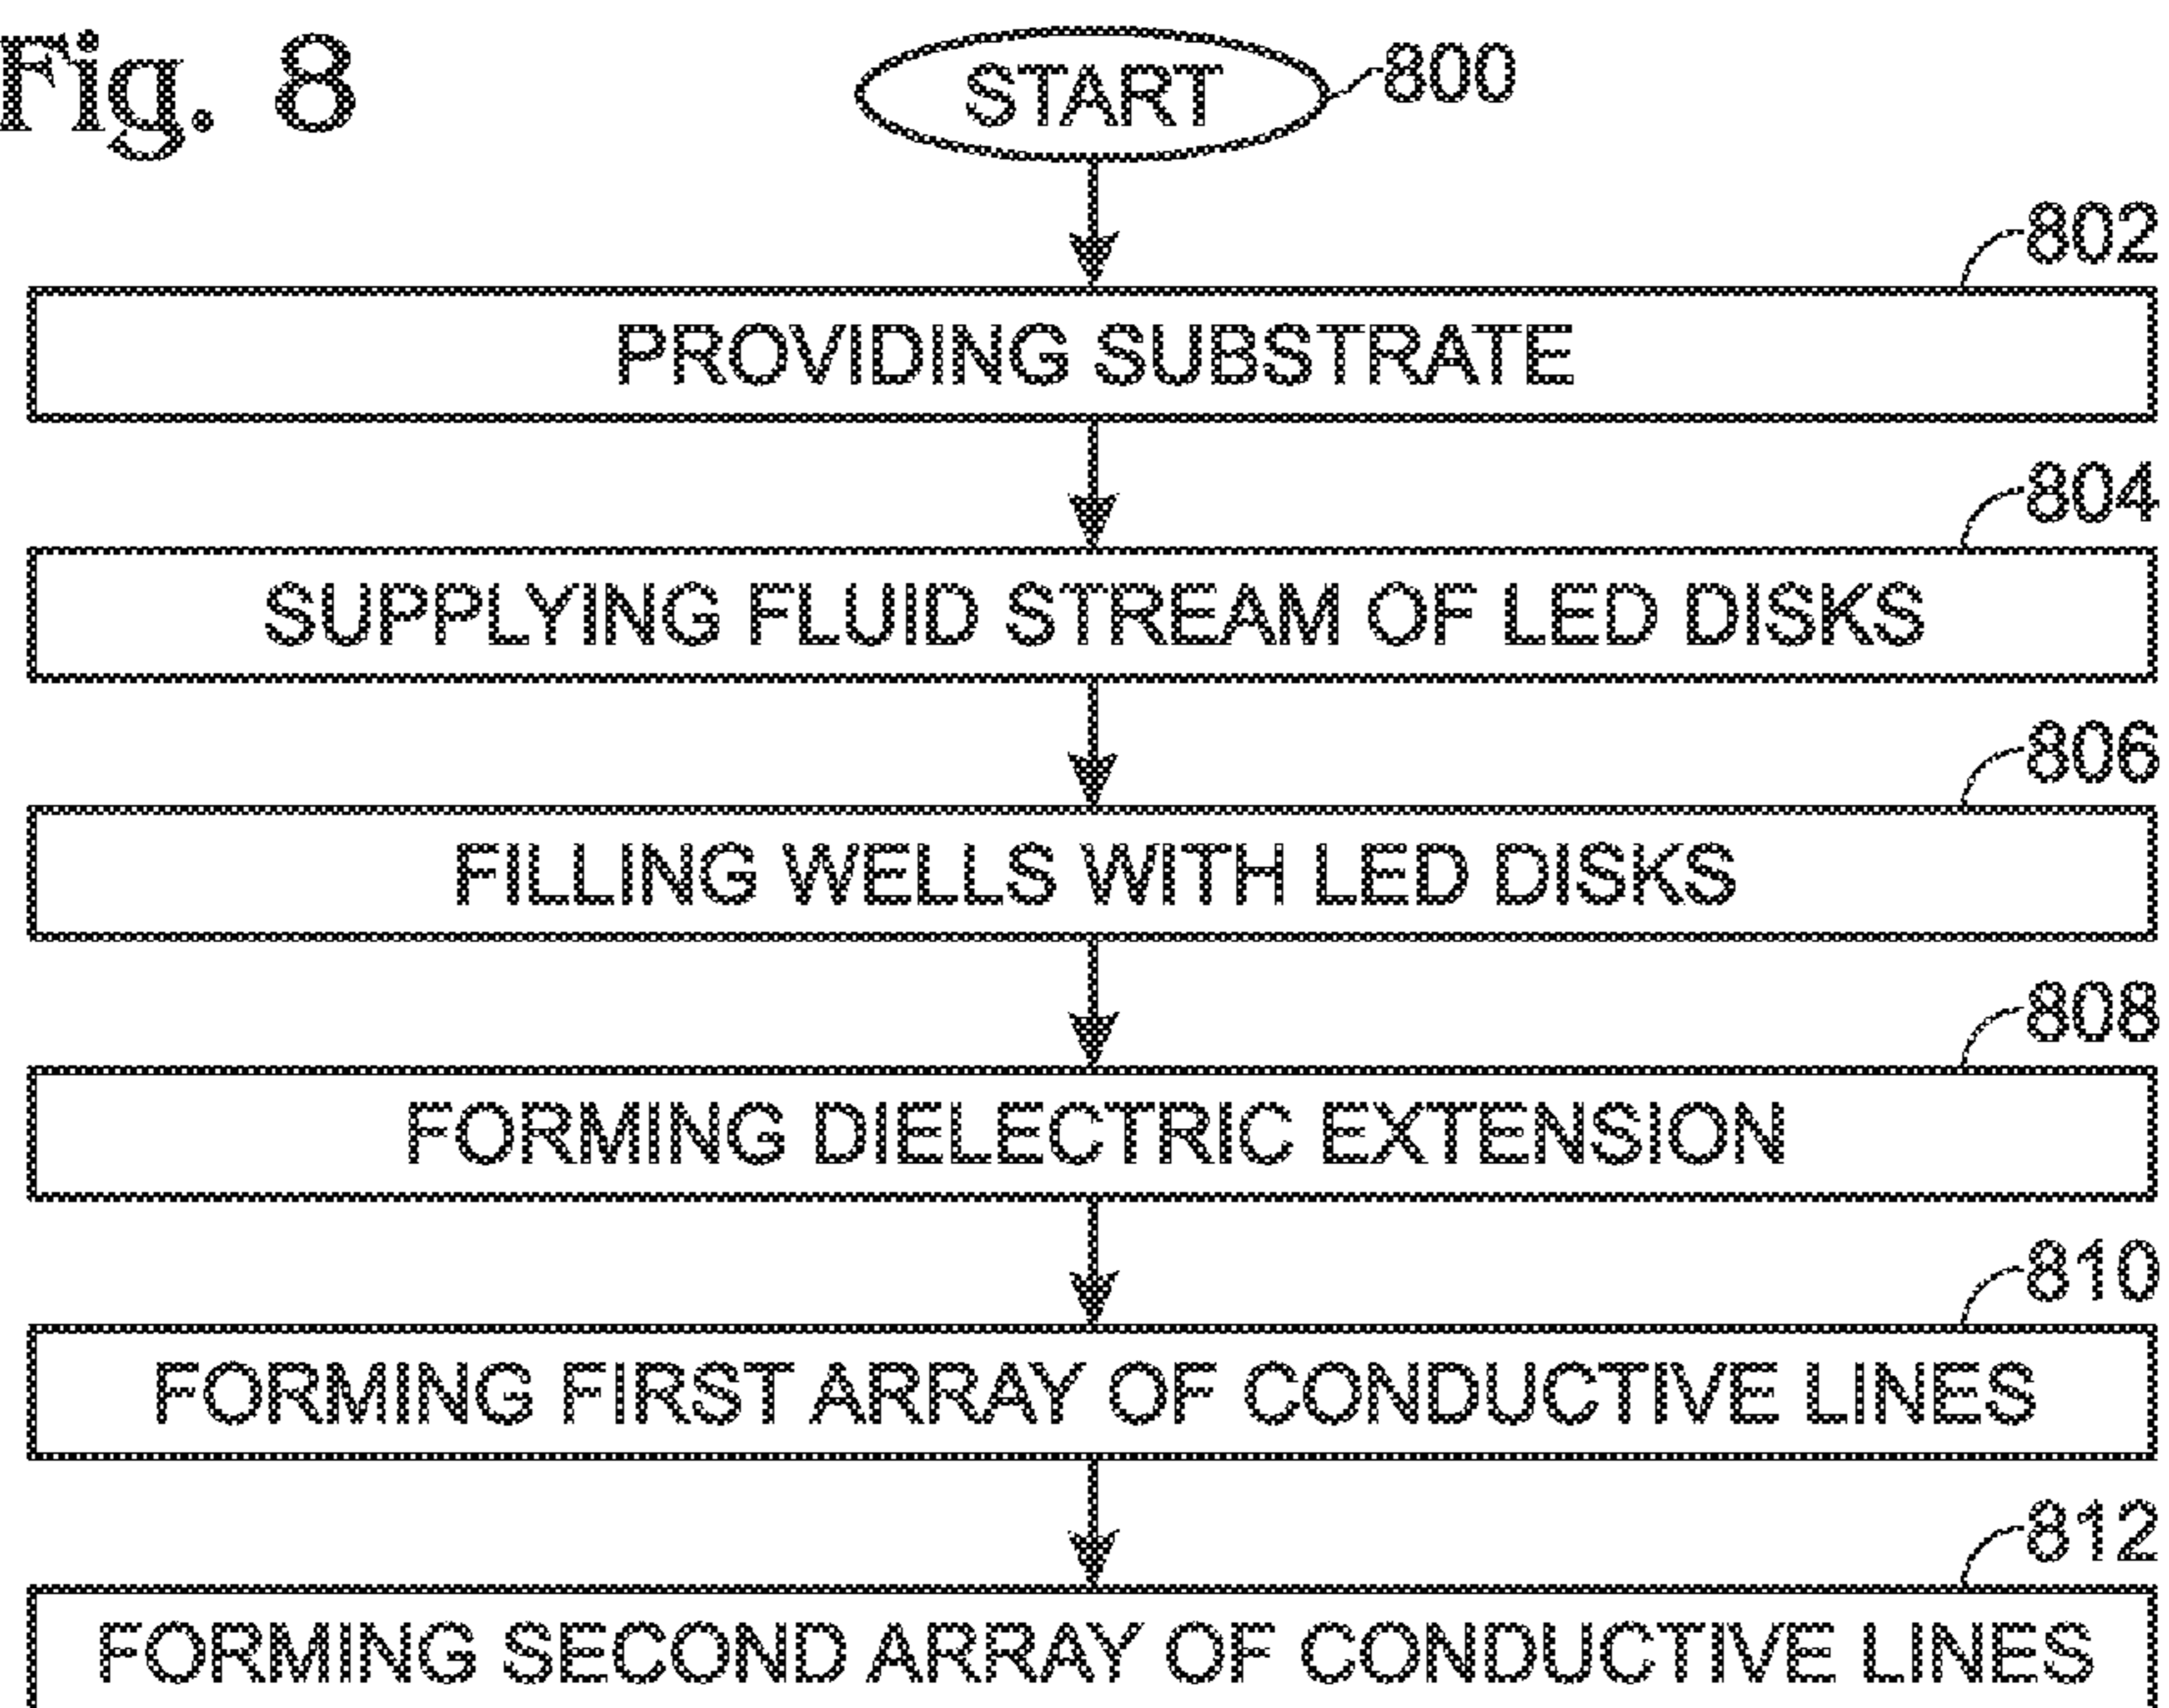 Fig. 8
START
800
802
PROVIDING SUBSTRATE
804
SUPPLYING FLUID STREAM OF LED DISKS
806
FILLING WELLS WITH LED DISKS
808
FORMING DIELECTRIC EXTENSION
810
FORMING FIRST ARRAY OF CONDUCTIVE LINES
812
FORMING SECOND ARRAY OF CONDUCTIVE LINES